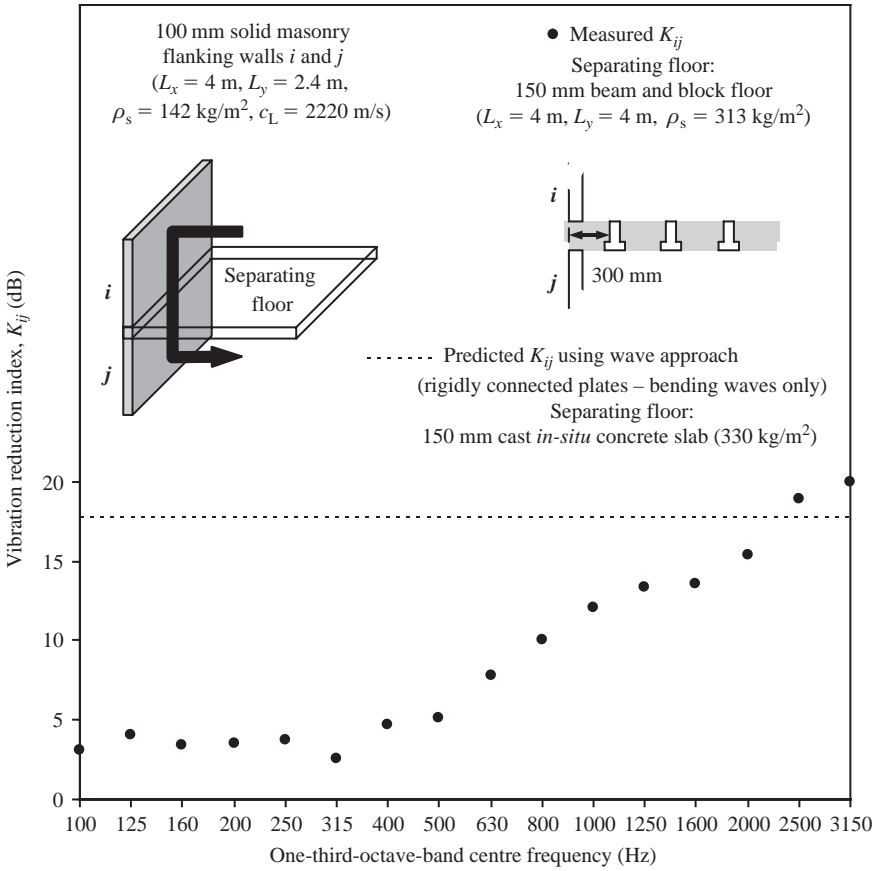 100 mm solid masonry
flanking walls i and j
(Lx = 4 m, Ly = 2.4 m,
ρs = 142 kg/m², cL = 2220 m/s)
Measured Kij
Separating floor:
150 mm beam and block floor
(Lx = 4 m, Ly = 4 m, ρs = 313 kg/m²)
i
j
Separating
floor
i
j
300 mm
Predicted Kij using wave approach
(rigidly connected plates – bending waves only)
Separating floor:
150 mm cast in-situ concrete slab (330 kg/m²)
Vibration reduction index, Kij (dB)
20
15
10
5
0
100 125 160 200 250 315 400 500 630 800 1000 1250 1600 2000 2500 3150
One-third-octave-band centre frequency (Hz)